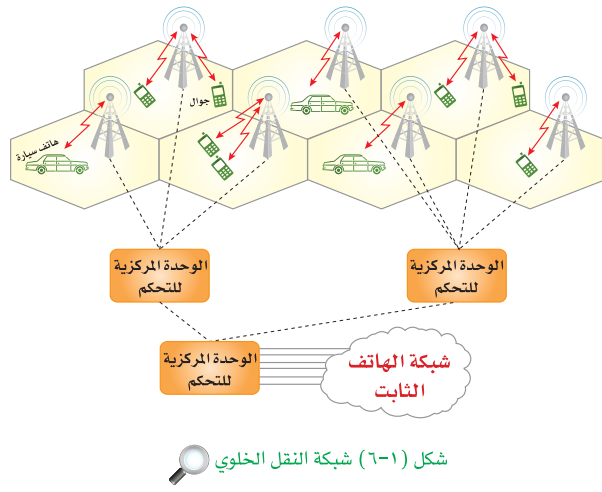 جوال
هاتف سيارة
الوحدة المركزية
للتحكم
الوحدة المركزية
للتحكم
الوحدة المركزية
للتحكم
شبكة الهاتف
الثابت
شكل (١-٦) شبكة النقل الخلوي